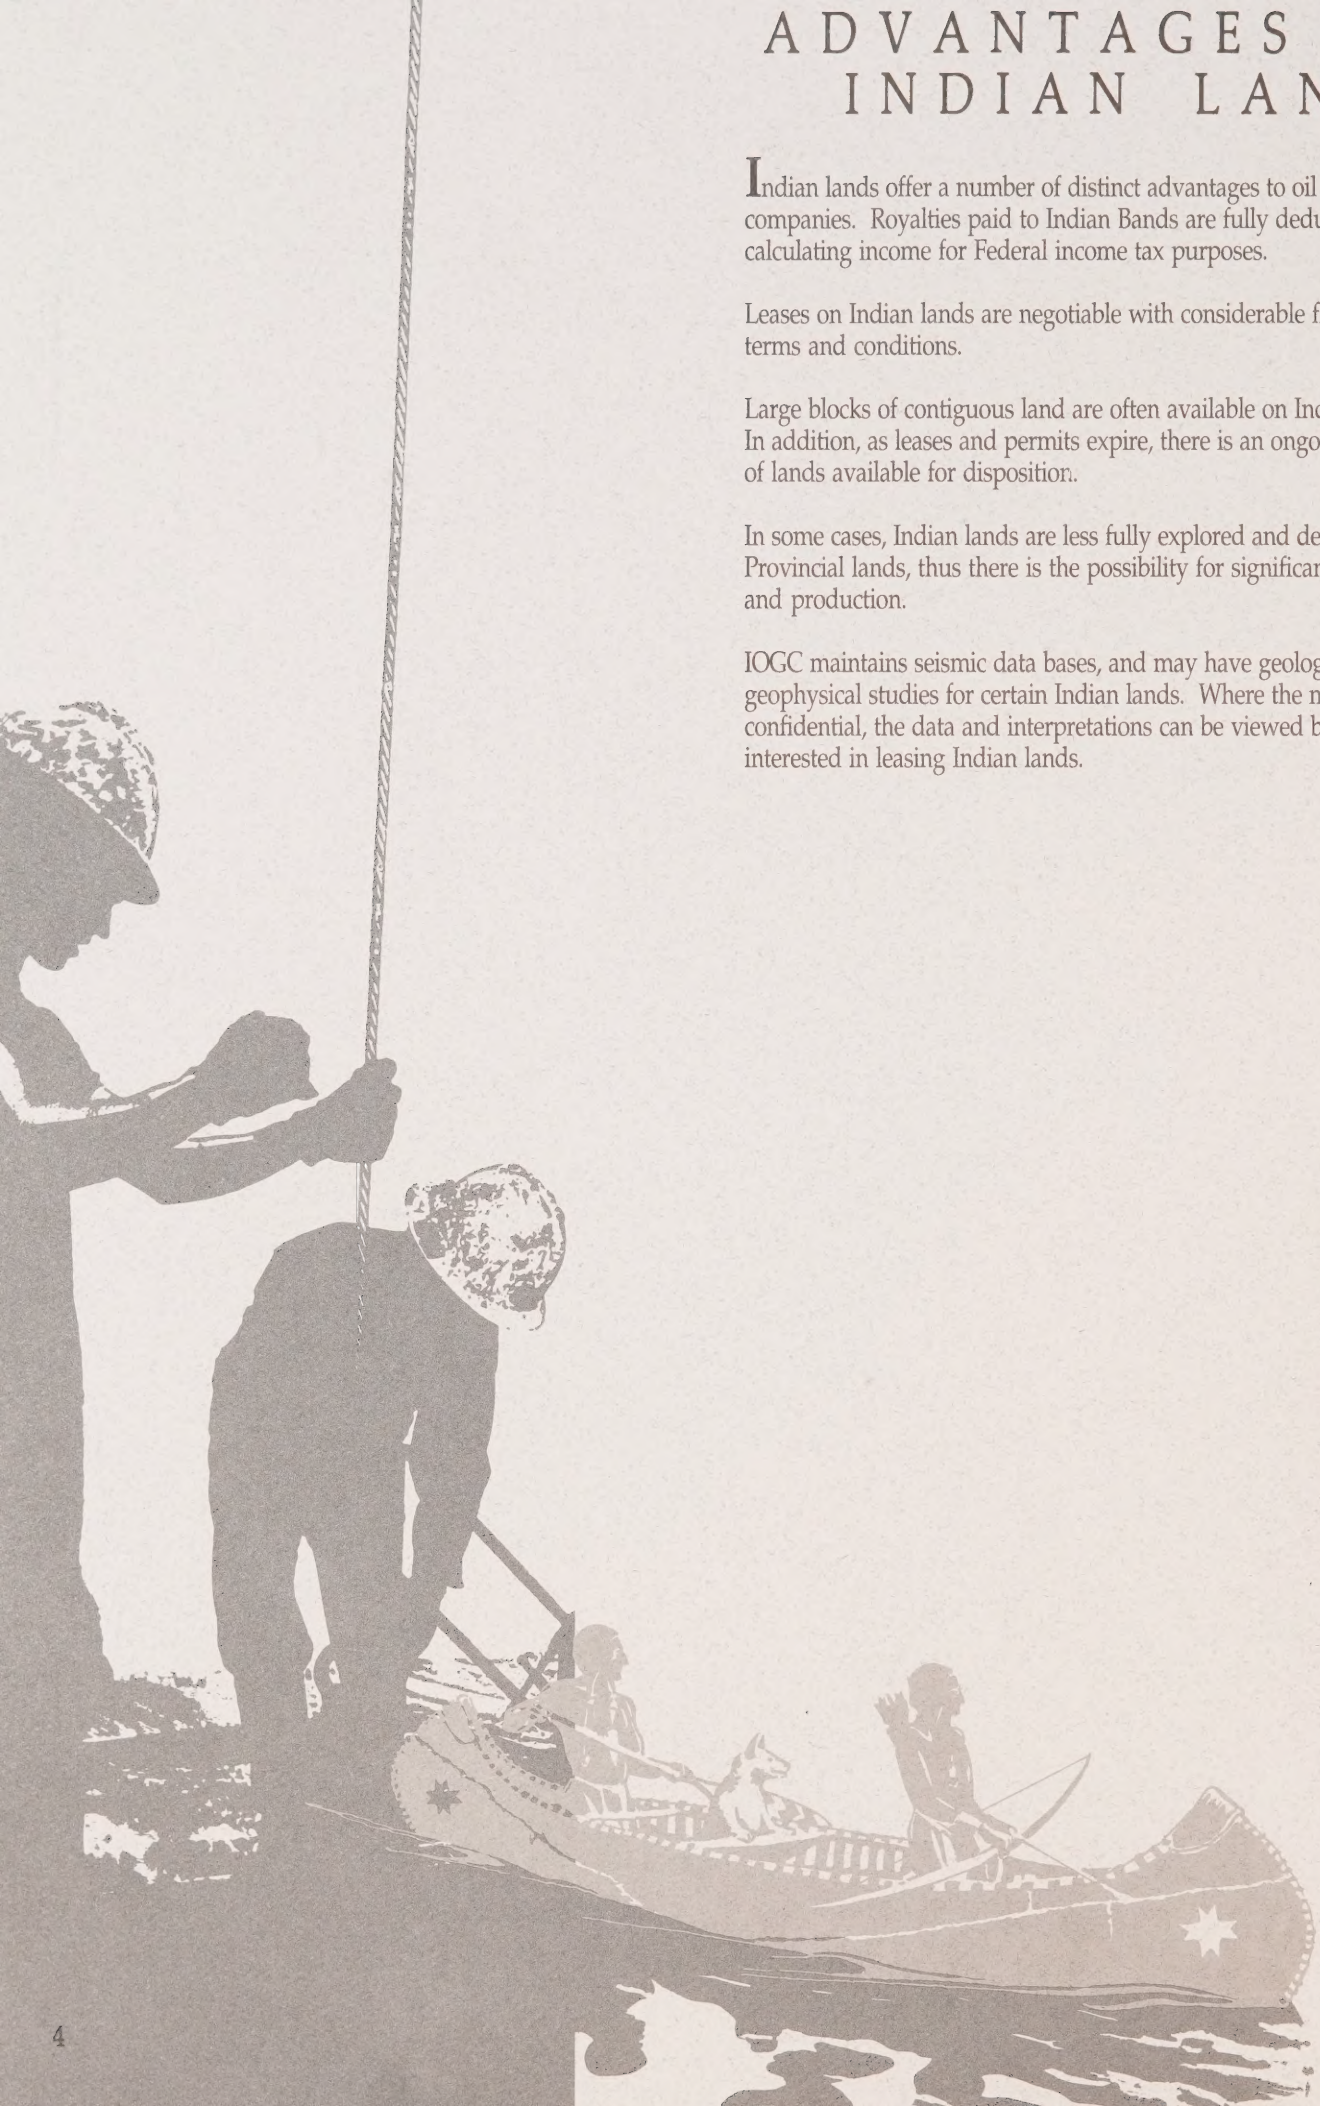 ADVANTAGES
INDIAN LAN
Indian lands offer a number of distinct advantages to oil
companies. Royalties paid to Indian Bands are fully dedu
calculating income for Federal income tax purposes.
Leases on Indian lands are negotiable with considerable f
terms and conditions.
Large blocks of contiguous land are often available on Ind
In addition, as leases and permits expire, there is an ongo
of lands available for disposition.
In some cases, Indian lands are less fully explored and de
Provincial lands, thus there is the possibility for significan
and production.
IOGC maintains seismic data bases, and may have geolog
geophysical studies for certain Indian lands. Where the m
confidential, the data and interpretations can be viewed b
interested in leasing Indian lands.
4